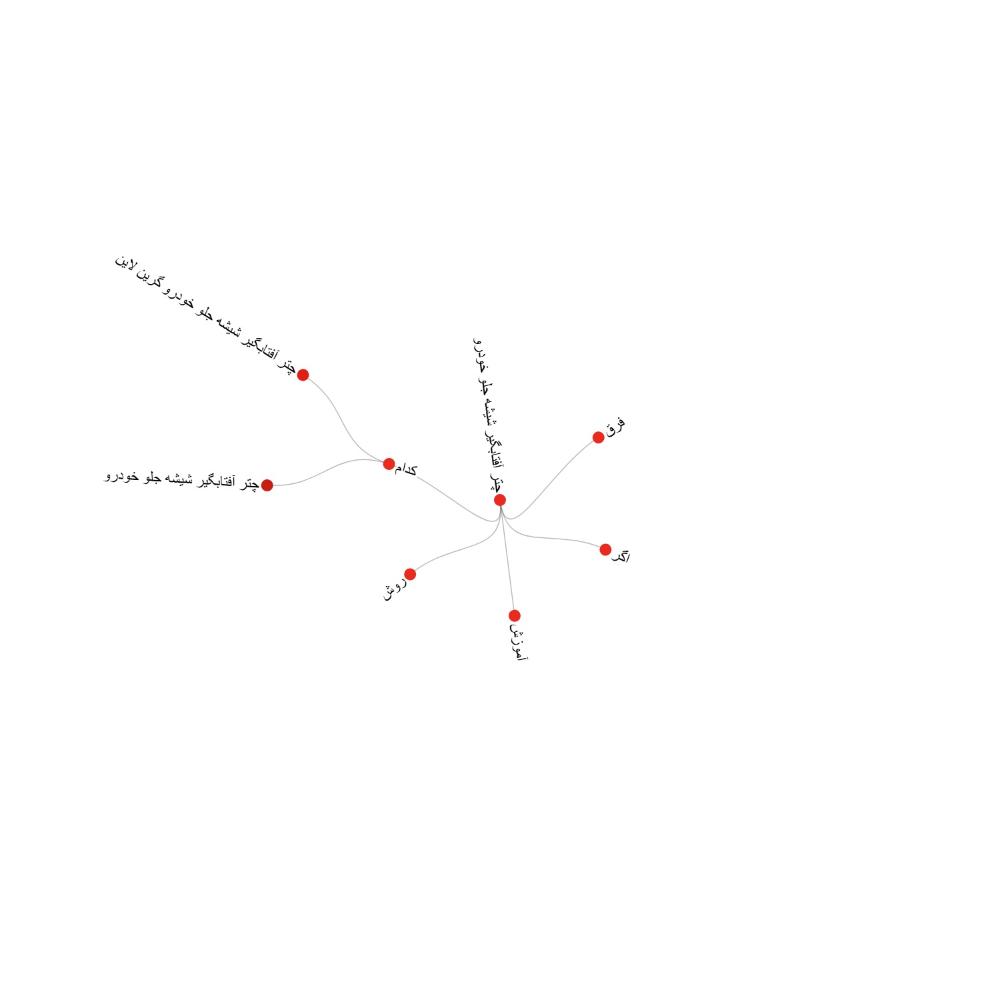 چتر آفتابگیر شیشه جلو خودرو گرین لاین
چتر آفتابگیر شیشه جلو خودرو
فرق
کدام
چتر آفتابگیر شیشه جلو خودرو
اگر
روش
آموزش